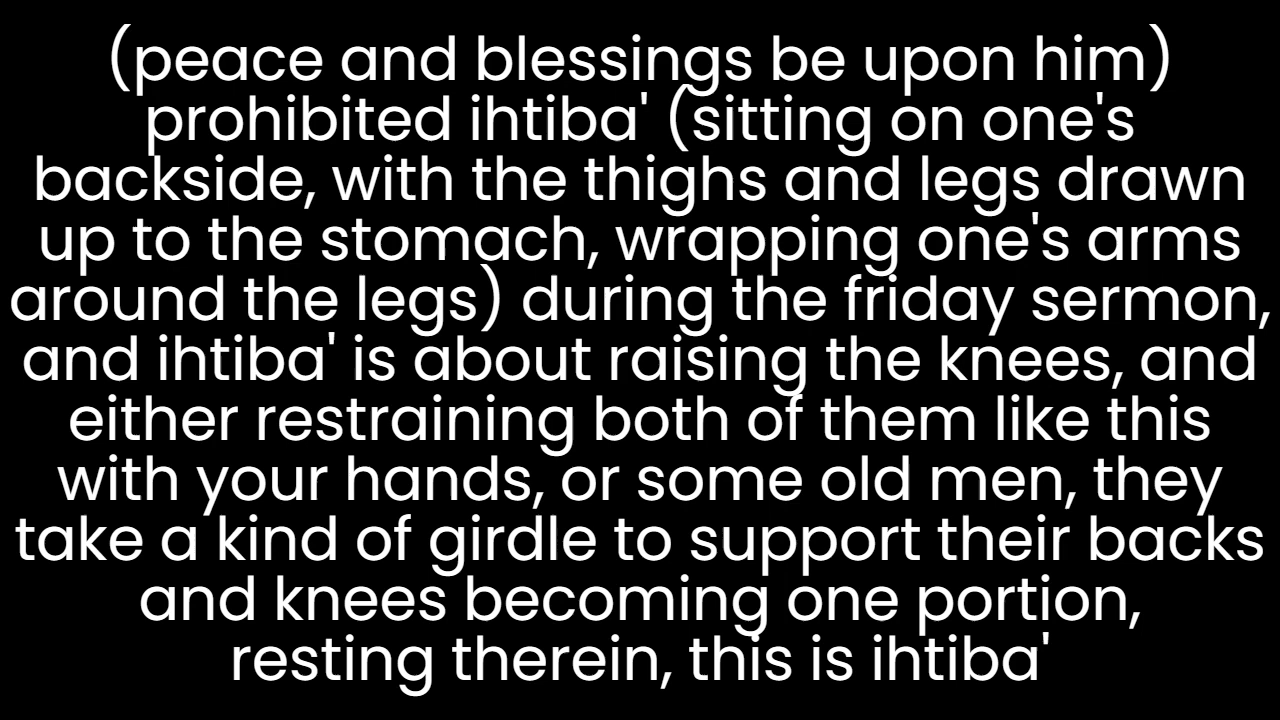 (peace and blessings be upon him)
prohibited ihtiba' (sitting on one's
backside, with the thighs and legs drawn
up to the stomach, wrapping one's arms
around the legs) during the friday sermon,
and ihtiba' is about raising the knees, and
either restraining both of them like this
with your hands, or some old men, they
take a kind of girdle to support their backs
and knees becoming one portion,
resting therein, this is ihtiba'